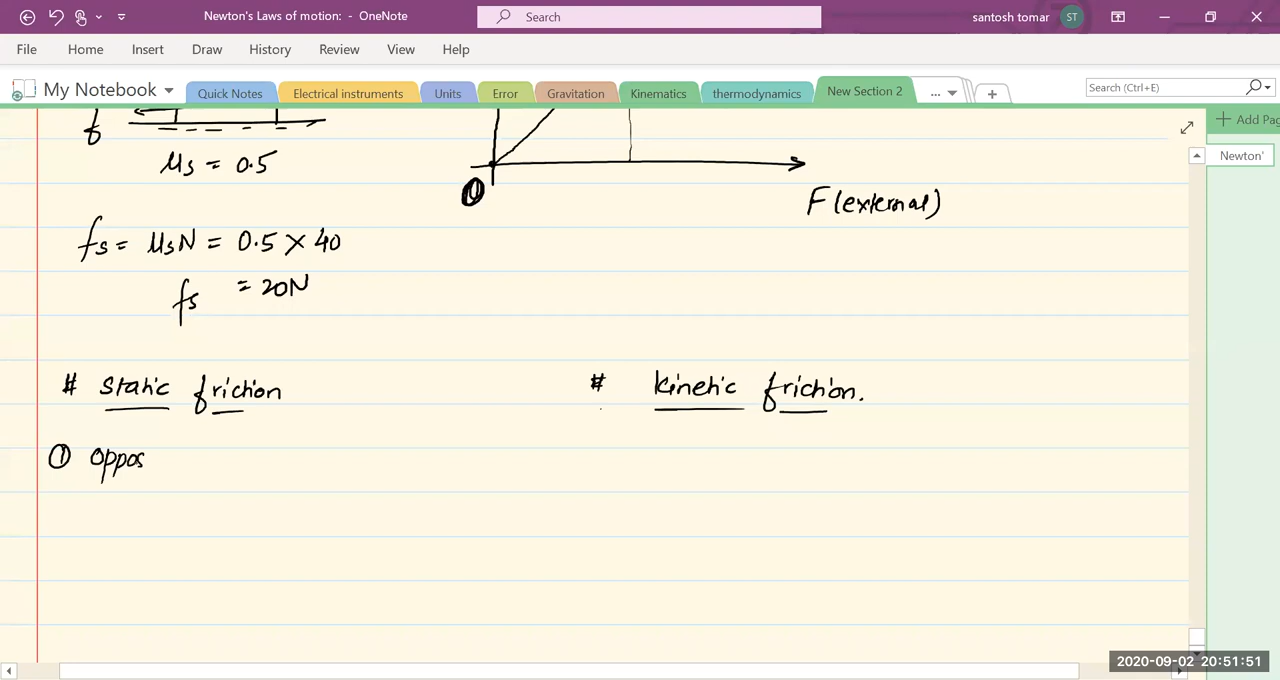 Newton's Laws of motion: - OneNote
Search
santosh tomar
ST
File Home Insert Draw History Review View Help
My Notebook
Quick Notes
Electrical instruments
Units
Error
Gravitation
Kinematics
thermodynamics
New Section 2
...
Search (Ctrl+E)
Add Pag
Newton'
f
μs = 0.5
O
F (external)
fs = μsN = 0.5 × 40
fs = 20N
# Static friction
# kinetic friction.
① oppos
2020-09-02 20:51:51